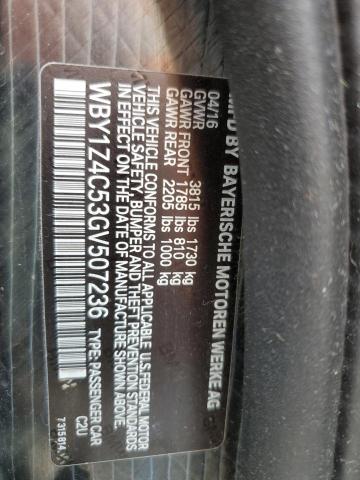 MFD BY BAYERISCHE MOTOREN WERKE AG
04/16
GVWR 3815 lbs 1730 kg
GAWR FRONT 1785 lbs 810 kg
GAWR REAR 2205 lbs 1000 kg
THIS VEHICLE CONFORMS TO ALL APPLICABLE U.S.FEDERAL MOTOR
VEHICLE SAFETY, BUMPER AND THEFT PREVENTION STANDARDS
IN EFFECT ON THE DATE OF MANUFACTURE SHOWN ABOVE.
WBY1Z4C53GV507236 TYPE:PASSENGER CAR
C2U
7315814